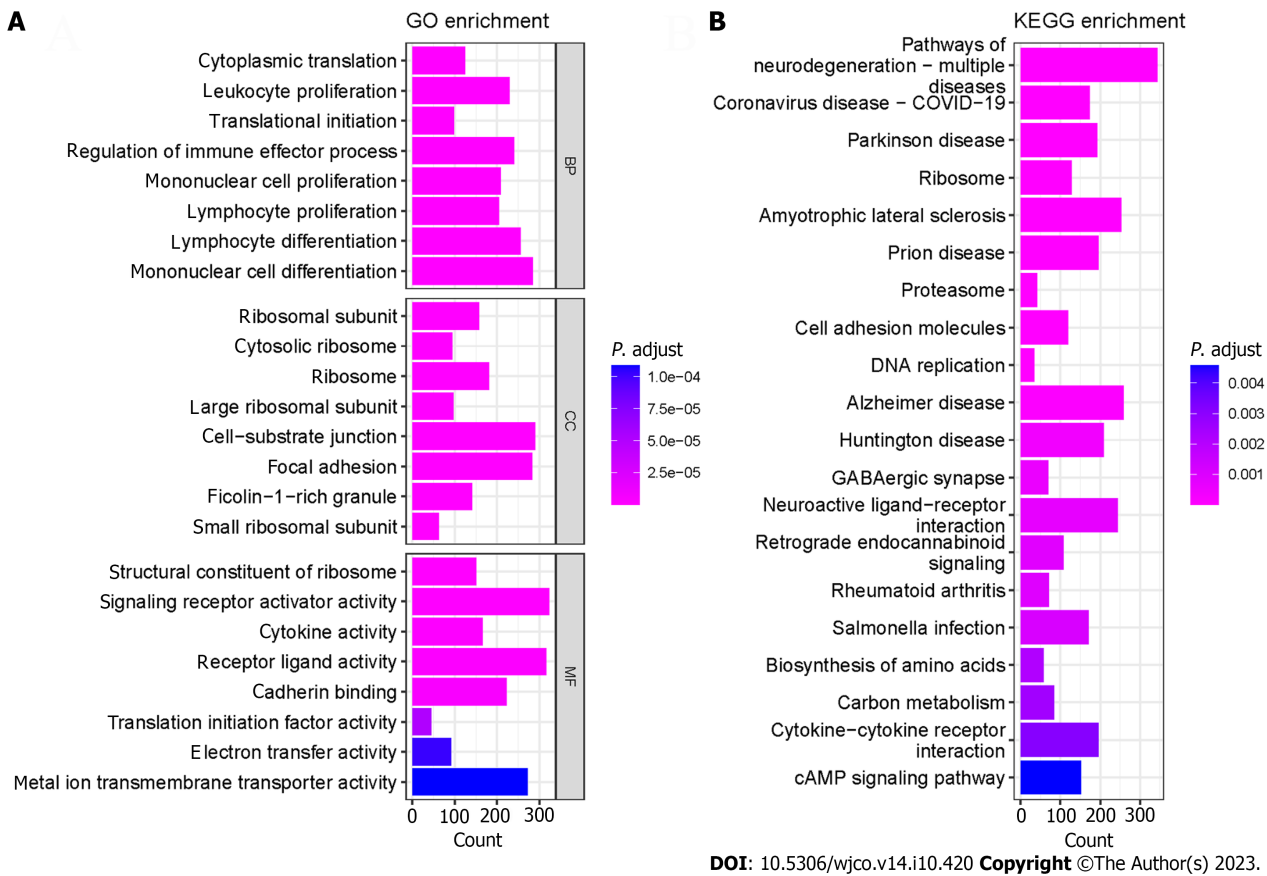 A
GO enrichment
Cytoplasmic translation
Leukocyte proliferation
Translational initiation
Regulation of immune effector process
Mononuclear cell proliferation
Lymphocyte proliferation
Lymphocyte differentiation
Mononuclear cell differentiation
BP
Ribosomal subunit
Cytosolic ribosome
Ribosome
Large ribosomal subunit
Cell−substrate junction
Focal adhesion
Ficolin−1−rich granule
Small ribosomal subunit
CC
Structural constituent of ribosome
Signaling receptor activator activity
Cytokine activity
Receptor ligand activity
Cadherin binding
Translation initiation factor activity
Electron transfer activity
Metal ion transmembrane transporter activity
MF
0 100 200 300
Count
P. adjust
1.0e−04
7.5e−05
5.0e−05
2.5e−05
B
KEGG enrichment
Pathways of
neurodegeneration − multiple
diseases
Coronavirus disease − COVID−19
Parkinson disease
Ribosome
Amyotrophic lateral sclerosis
Prion disease
Proteasome
Cell adhesion molecules
DNA replication
Alzheimer disease
Huntington disease
GABAergic synapse
Neuroactive ligand−receptor
interaction
Retrograde endocannabinoid
signaling
Rheumatoid arthritis
Salmonella infection
Biosynthesis of amino acids
Carbon metabolism
Cytokine−cytokine receptor
interaction
cAMP signaling pathway
0 100 200 300
Count
P. adjust
0.004
0.003
0.002
0.001
DOI: 10.5306/wjco.v14.i10.420 Copyright ©The Author(s) 2023.